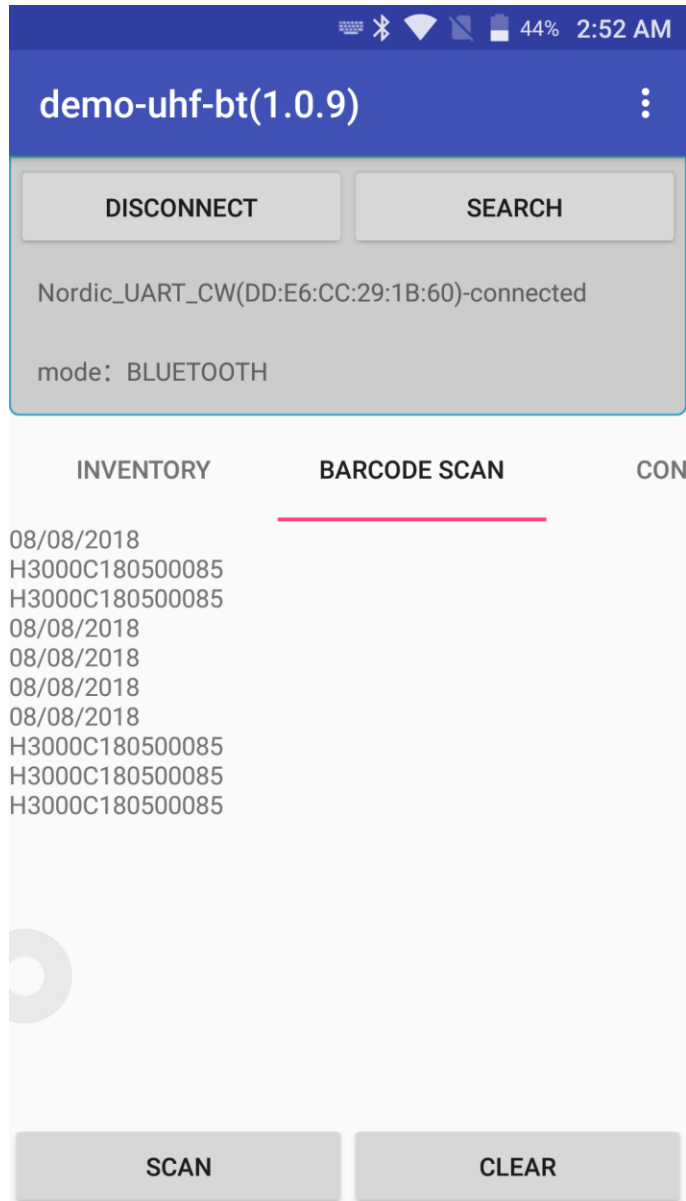 44% 2:52 AM
demo-uhf-bt(1.0.9)
DISCONNECT SEARCH
Nordic_UART_CW(DD:E6:CC:29:1B:60)-connected
mode：BLUETOOTH
INVENTORY BARCODE SCAN CON
08/08/2018
H3000C180500085
H3000C180500085
08/08/2018
08/08/2018
08/08/2018
08/08/2018
H3000C180500085
H3000C180500085
H3000C180500085
SCAN CLEAR